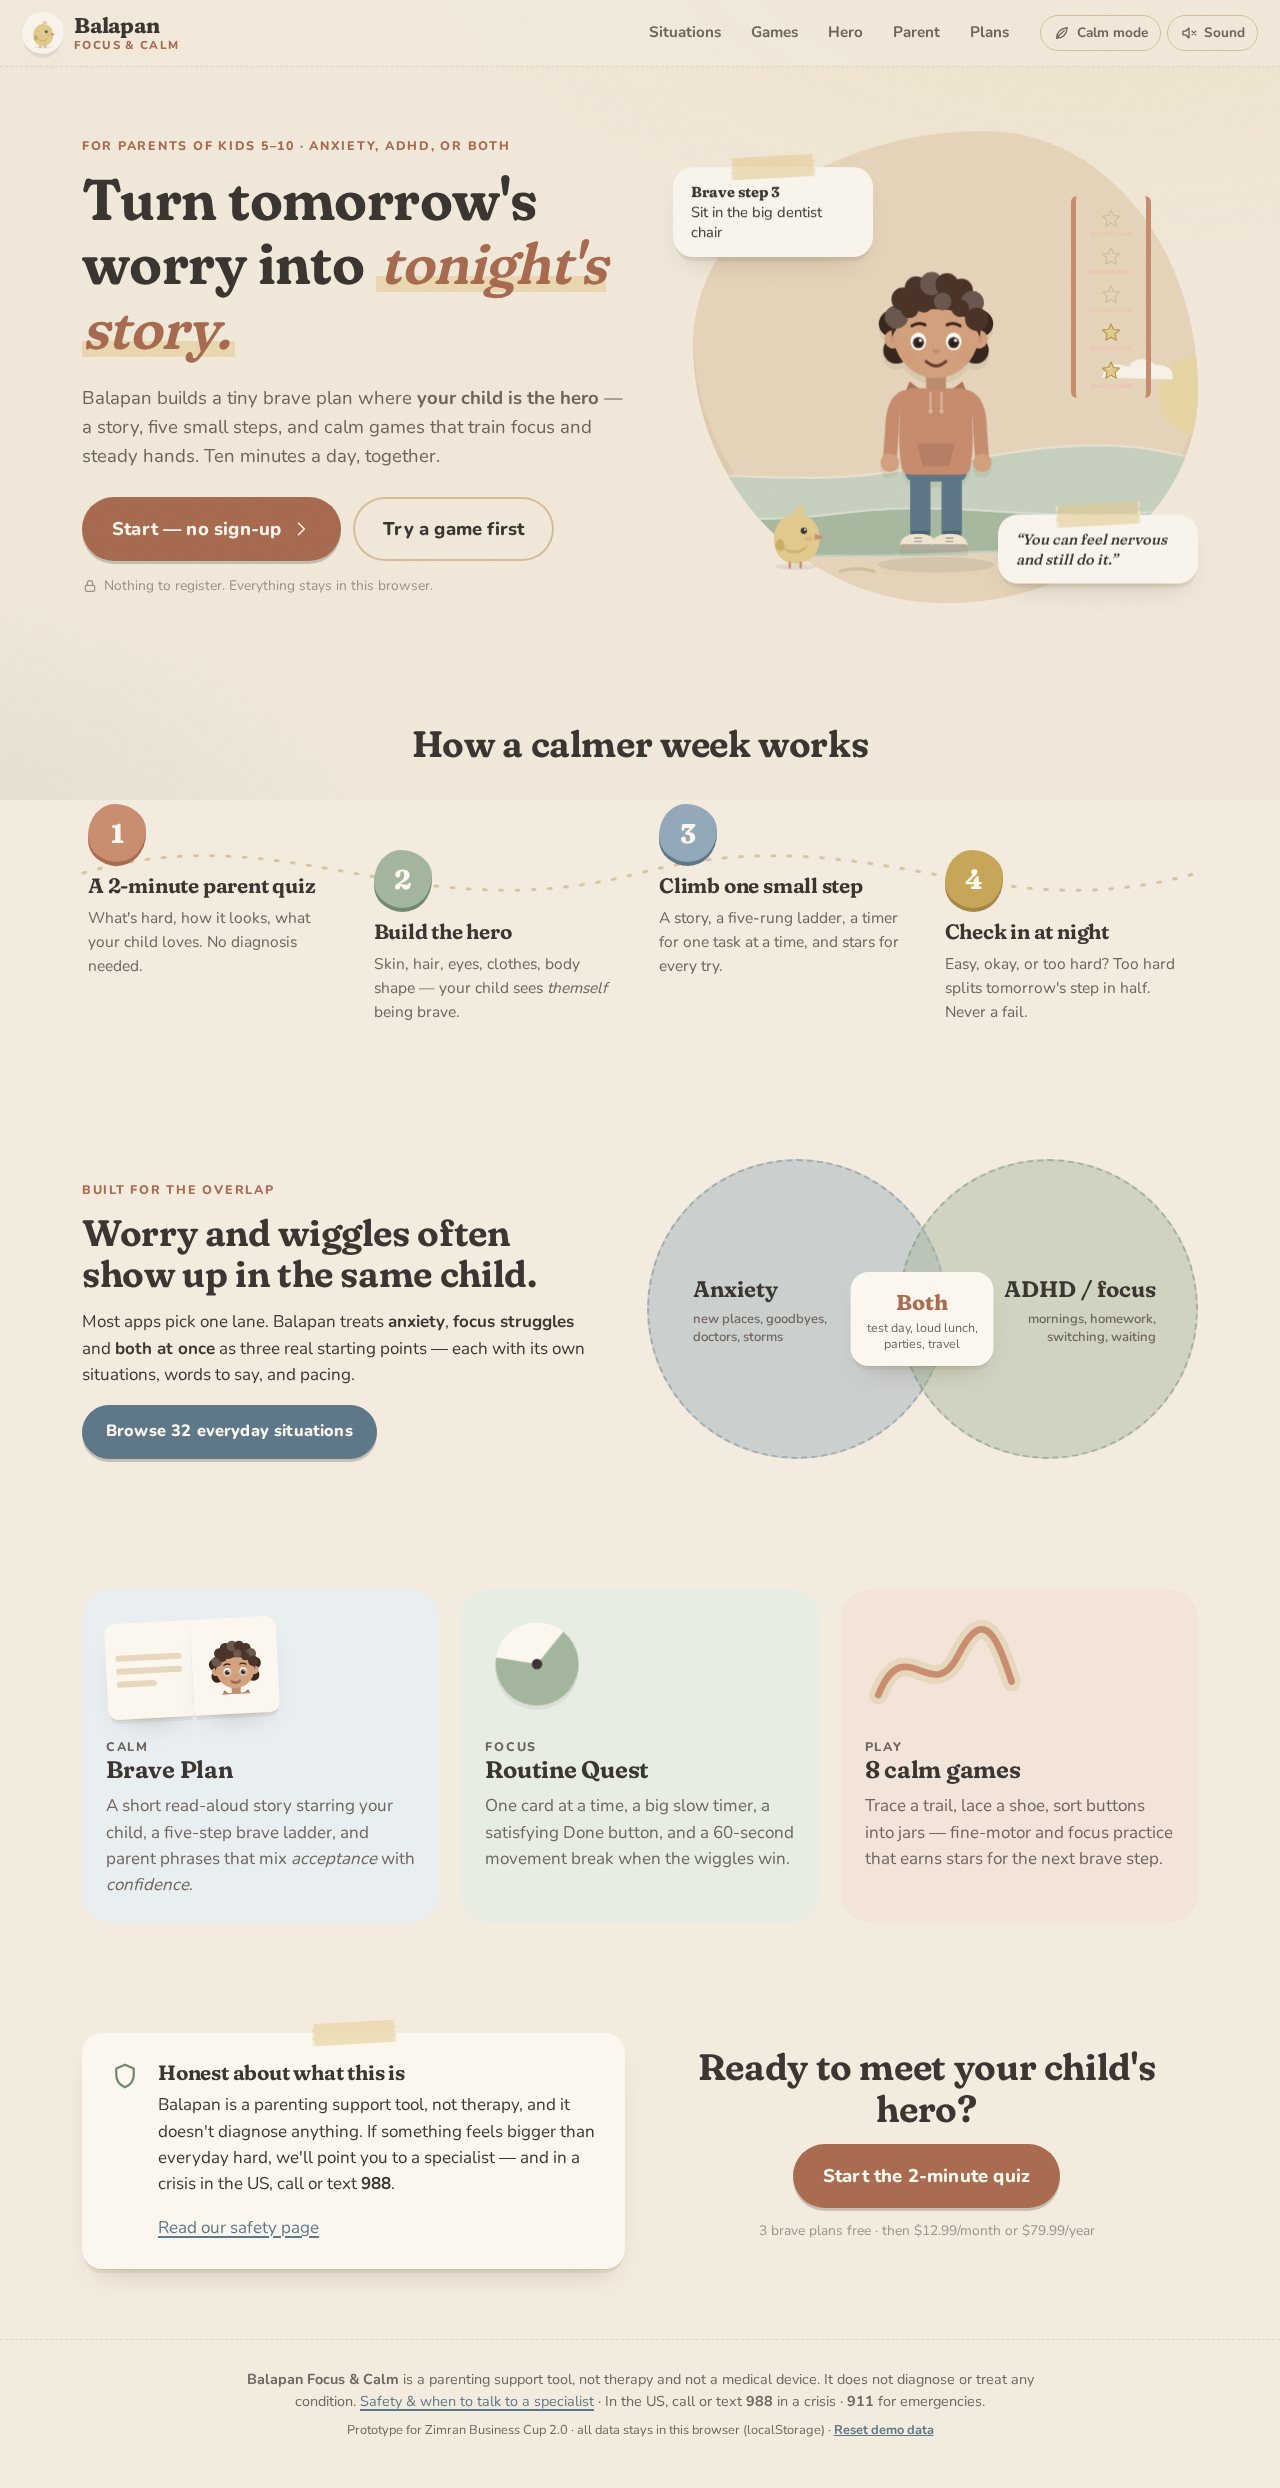 Balapan
FOCUS & CALM
Situations
Games
Hero
Parent
Plans
Calm mode
Sound
FOR PARENTS OF KIDS 5–10 · ANXIETY, ADHD, OR BOTH
Turn tomorrow's
worry into tonight's
story.
Balapan builds a tiny brave plan where your child is the hero —
a story, five small steps, and calm games that train focus and
steady hands. Ten minutes a day, together.
Start — no sign-up
Try a game first
Nothing to register. Everything stays in this browser.
Brave step 3
Sit in the big dentist
chair
“You can feel nervous
and still do it.”
How a calmer week works
1
A 2-minute parent quiz
What's hard, how it looks, what
your child loves. No diagnosis
needed.
2
Build the hero
Skin, hair, eyes, clothes, body
shape — your child sees themself
being brave.
3
Climb one small step
A story, a five-rung ladder, a timer
for one task at a time, and stars for
every try.
4
Check in at night
Easy, okay, or too hard? Too hard
splits tomorrow's step in half.
Never a fail.
BUILT FOR THE OVERLAP
Worry and wiggles often
show up in the same child.
Most apps pick one lane. Balapan treats anxiety, focus struggles
and both at once as three real starting points — each with its own
situations, words to say, and pacing.
Browse 32 everyday situations
Anxiety
new places, goodbyes,
doctors, storms
Both
test day, loud lunch,
parties, travel
ADHD / focus
mornings, homework,
switching, waiting
CALM
Brave Plan
A short read-aloud story starring your
child, a five-step brave ladder, and
parent phrases that mix acceptance with
confidence.
FOCUS
Routine Quest
One card at a time, a big slow timer, a
satisfying Done button, and a 60-second
movement break when the wiggles win.
PLAY
8 calm games
Trace a trail, lace a shoe, sort buttons
into jars — fine-motor and focus practice
that earns stars for the next brave step.
Honest about what this is
Balapan is a parenting support tool, not therapy, and it
doesn't diagnose anything. If something feels bigger than
everyday hard, we'll point you to a specialist — and in a
crisis in the US, call or text 988.
Read our safety page
Ready to meet your child's
hero?
Start the 2-minute quiz
3 brave plans free · then $12.99/month or $79.99/year
Balapan Focus & Calm is a parenting support tool, not therapy and not a medical device. It does not diagnose or treat any
condition. Safety & when to talk to a specialist · In the US, call or text 988 in a crisis · 911 for emergencies.
Prototype for Zimran Business Cup 2.0 · all data stays in this browser (localStorage) · Reset demo data